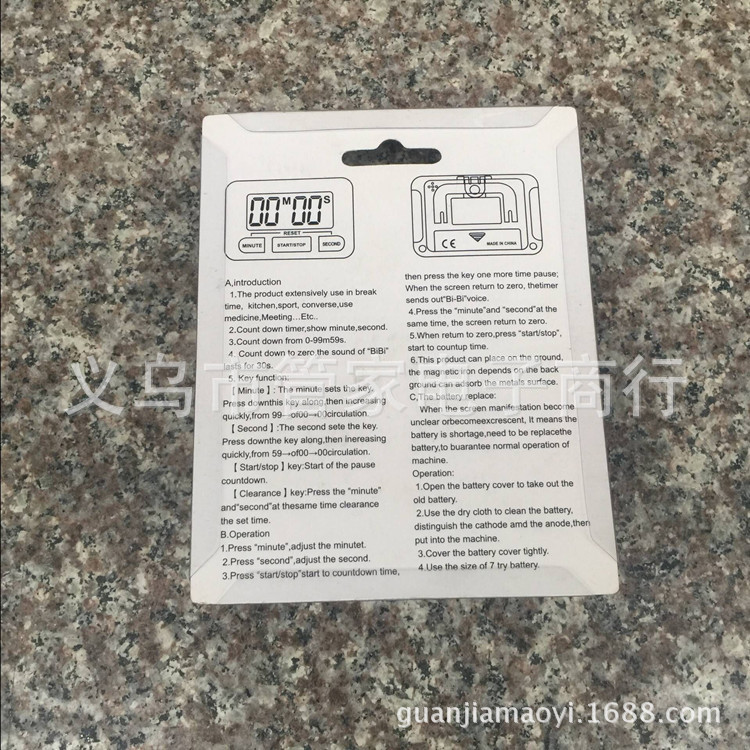 00 M 00 S
RESET
MINUTE START/STOP SECOND
CE
MADE IN CHINA
A,introduction
1.The product extensively use in break
time, kitchen,sport, converse,use
medicine,Meeting...Etc..
2.Count down timer,show minute,second.
3.Count down from 0-99m59s.
4. Count down to zero the sound of "BiBi"
lasts for 30s.
5. Key function.
【 Minute 】: The minute sets the key.
Press downthis key along,then increasing
quickly,from 99→of00→00circulation.
【 Second 】:The second sete the key.
Press downthe key along,then inereasing
quickly,from 59→of00→00circulation.
【 Start/stop 】key:Start of the pause
countdown.
【 Clearance 】key:Press the "minute"
and"second"at thesame time clearance
the set time.
B.Operation
1.Press "minute",adjust the minutet.
2.Press "second",adjust the second.
3.Press "start/stop"start to countdown time,
then press the key one more time pause;
When the screen return to zero, thetimer
sends out"Bi-Bi"voice.
4.Press the "minute"and "second"at the
same time, the screen return to zero.
5.When return to zero,press "start/stop",
start to countup time.
6.This product can place on the ground,
the magnetic iron depends on the back
ground can adsorb the metals surface.
C,The battery replace:
When the screen manifestation become
unclear orbecomeexcrescent, It means the
battery is shortage,need to be replacethe
battery,to buarantee normal operation of
machine.
Operation:
1.Open the battery cover to take out the
old battery.
2.Use the dry cloth to clean the battery,
distinguish the cathode amd the anode,then
put into the machine.
3.Cover the battery cover tightly.
4.Use the size of 7 try battery.
义乌市 家 子商行
guanjiamaoyi.1688.com